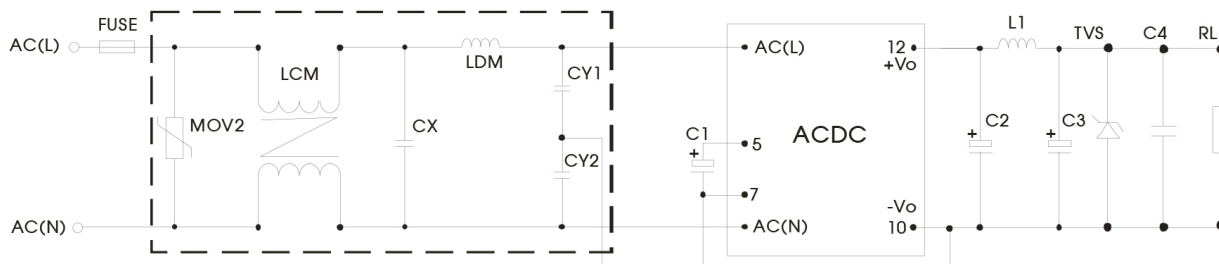 FUSE
L1
TVS
C4
RL
AC(L)
AC(L)
12
+Vo
LCM
LDM
CY1
MOV2
CX
C1
+
5
ACDC
C2
+
C3
+
CY2
7
-Vo
AC(N)
AC(N)
10